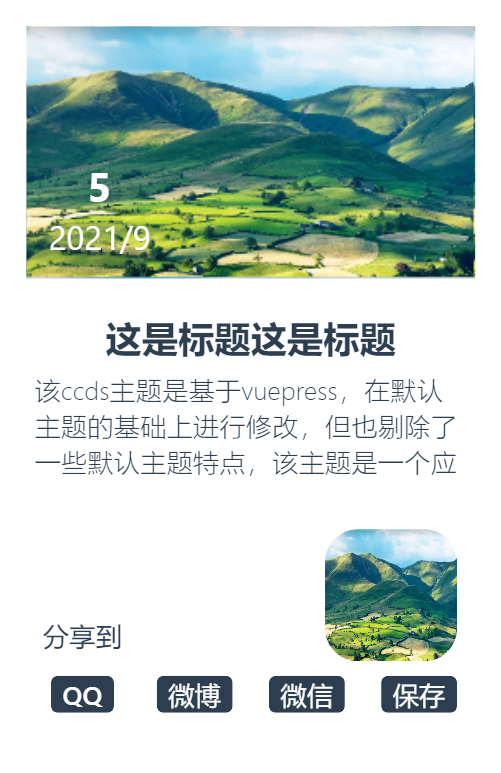 5
2021/9
这是标题这是标题
该ccds主题是基于vuepress，在默认
主题的基础上进行修改，但也剔除了
一些默认主题特点，该主题是一个应
分享到
QQ 微博 微信 保存